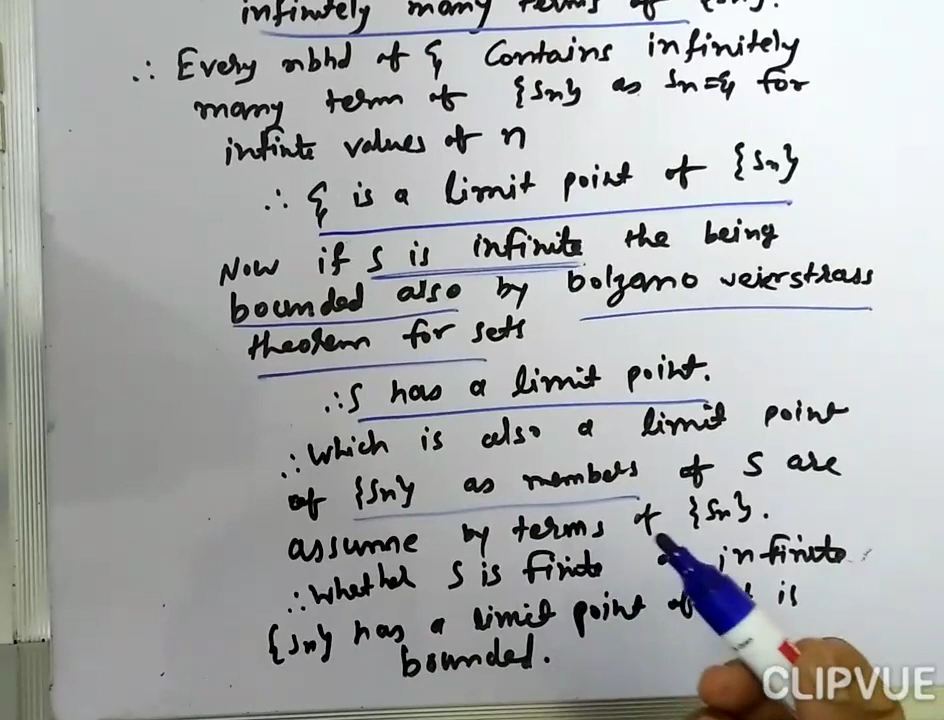 infinitely many terms of
∴ Every nbhd of ξ Contains infinitely
many term of {Sn} as Sn=ξ for
infinite values of n
∴ ξ is a limit point of {Sn}
Now if S is infinite the being
bounded also by bolzano weierstrass
theorem for sets
∴ S has a limit point.
∴ Which is also a limit point
of {Sn} as members of S are
assume by terms of {Sn}.
∴ Whether S is finite infinite
{Sn} has a limit point is
bounded.
CLIPVUE